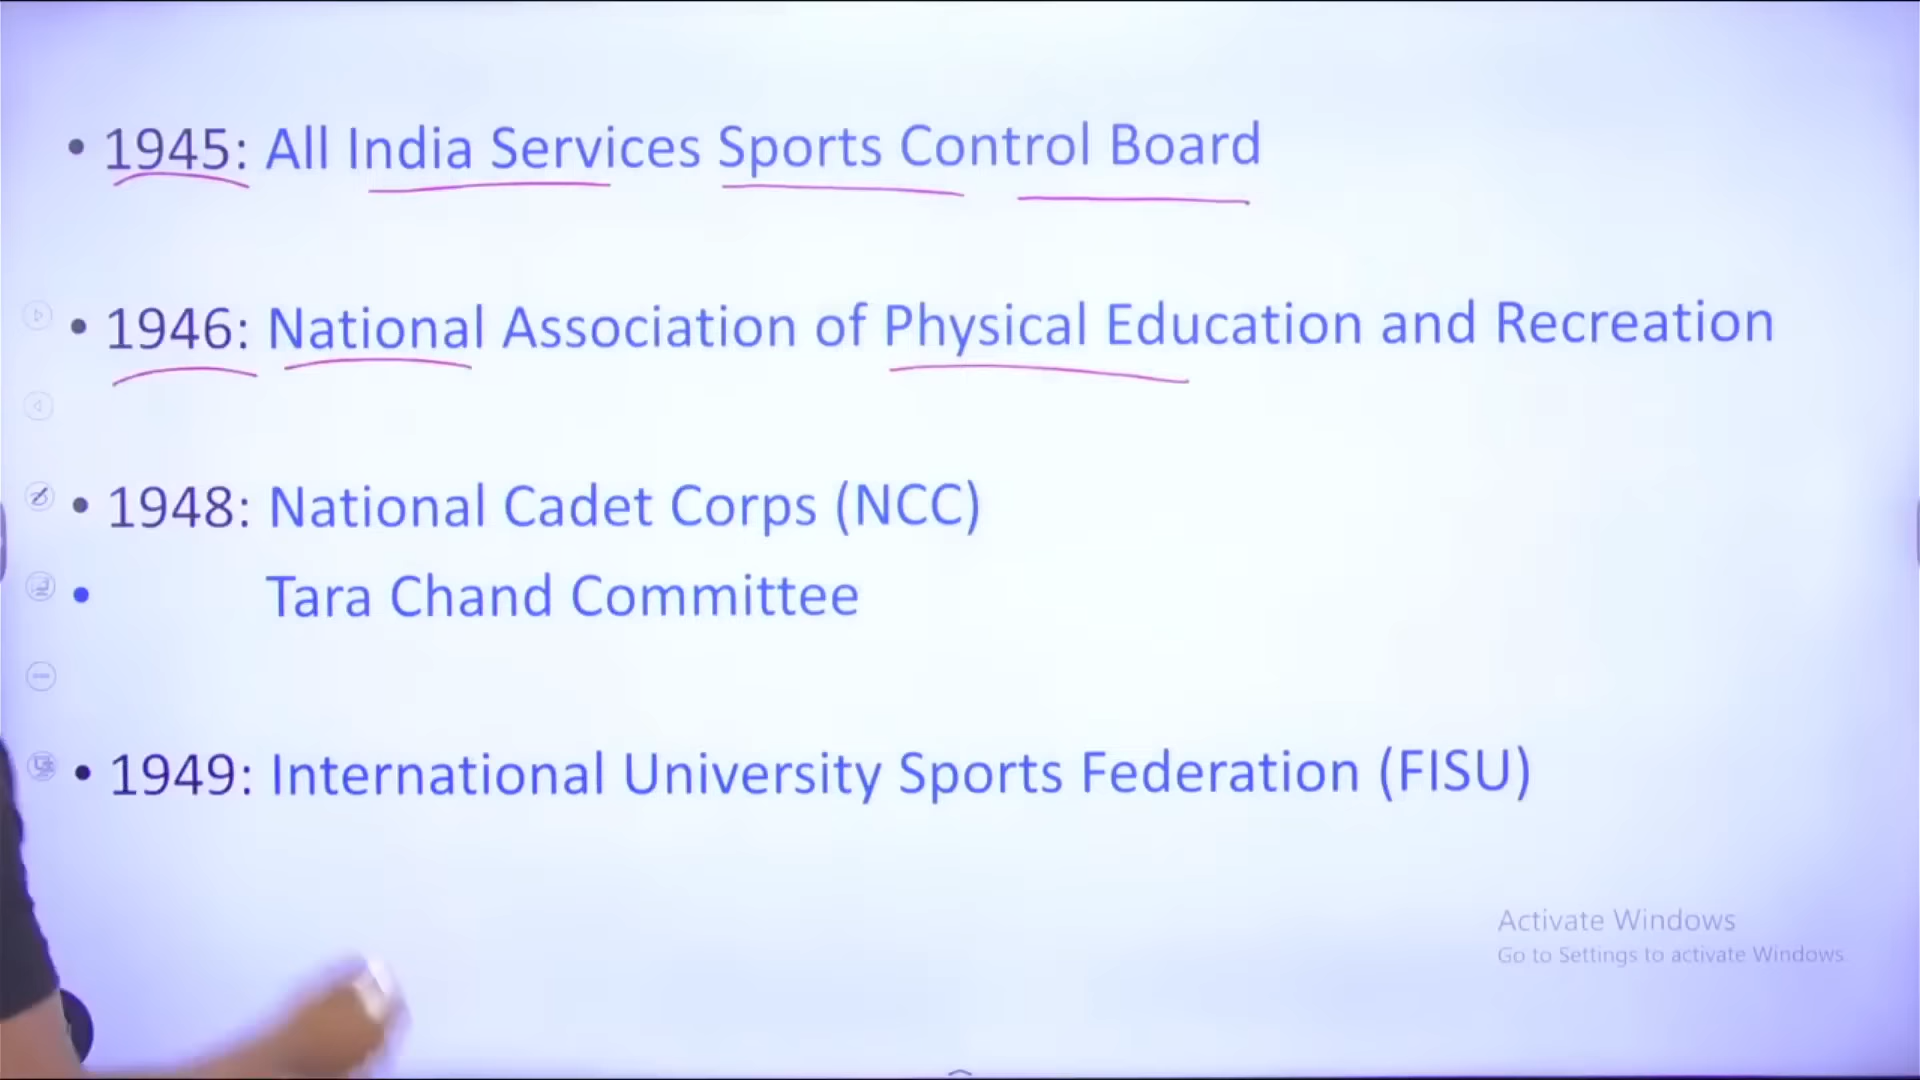 • 1945: All India Services Sports Control Board
• 1946: National Association of Physical Education and Recreation
• 1948: National Cadet Corps (NCC)
• Tara Chand Committee
• 1949: International University Sports Federation (FISU)
Activate Windows
Go to Settings to activate Windows